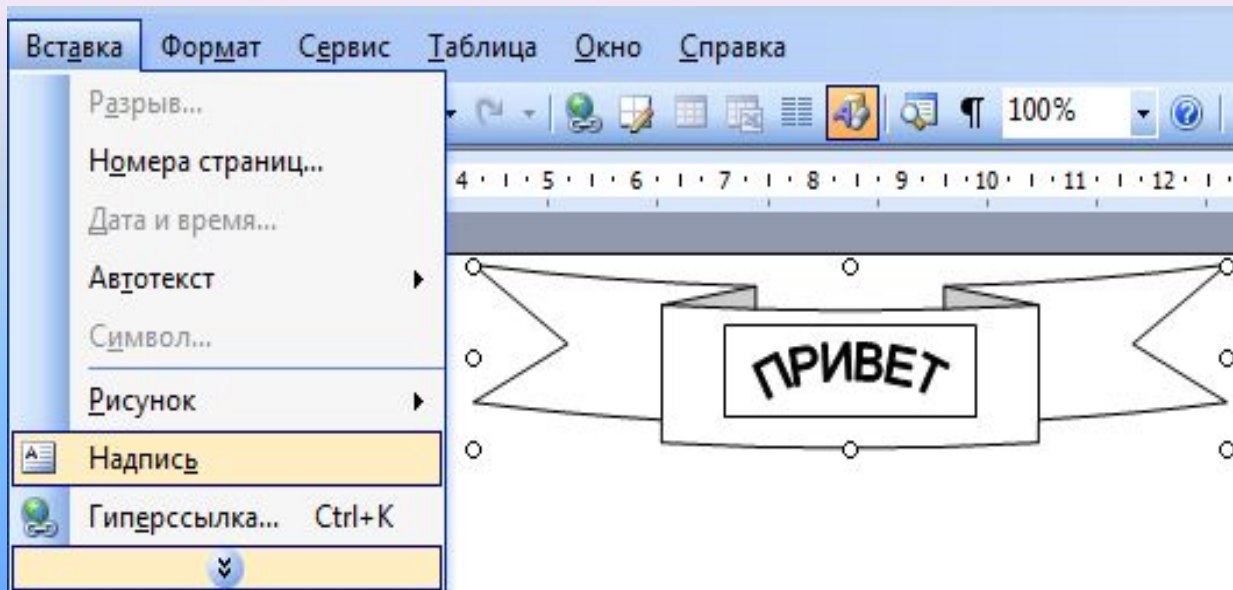 Вставка Формат Сервис Таблица Окно Справка
Разрыв...
100%
Номера страниц...
4 5 6 7 8 9 10 11 12
Дата и время...
Автотекст
Символ...
Рисунок
ПРИВЕТ
Надпись
Гиперссылка... Ctrl+K